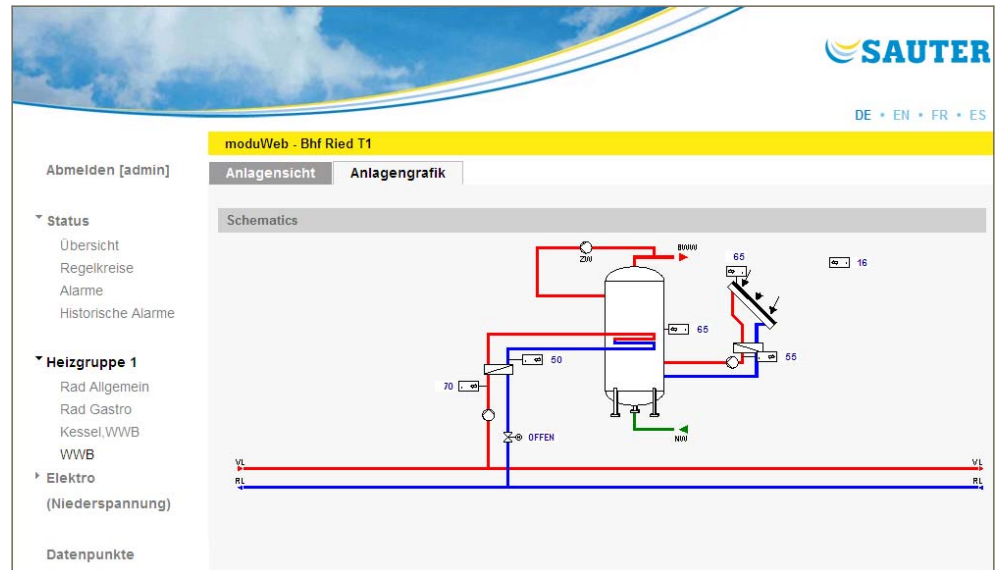 SAUTER
DE • EN • FR • ES
moduWeb - Bhf Ried T1
Abmelden [admin]
Anlagensicht Anlagengrafik
Status
Schematics
Übersicht
Regelkreise
Alarme
Historische Alarme
ZW
BWW
65
16
65
55
Heizgruppe 1
50
Rad Allgemein
70
Rad Gastro
Kessel,WWB
OFFEN
NW
WWB
VL VL
Elektro
RL RL
(Niederspannung)
Datenpunkte